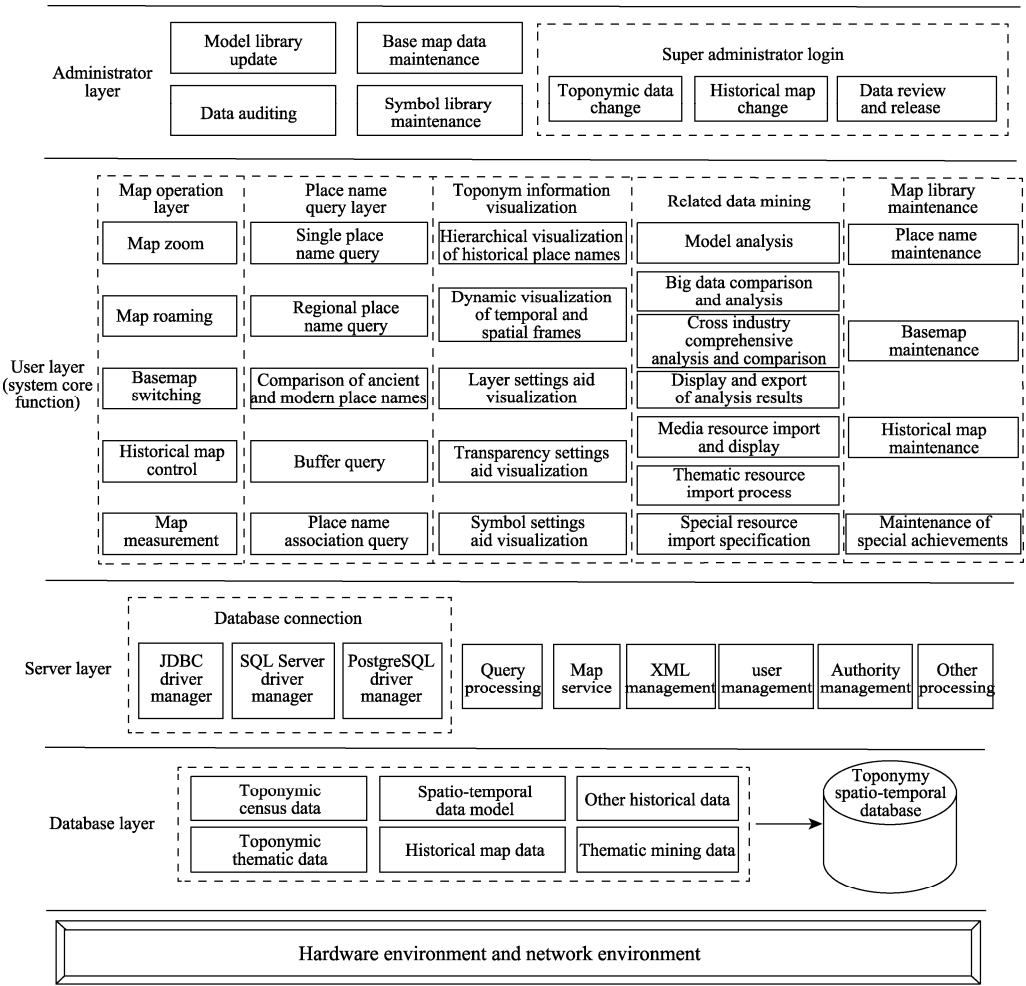 Administrator
layer
Model library
update
Base map data
maintenance
Data auditing
Symbol library
maintenance
Super administrator login
Toponymic data
change
Historical map
change
Data review
and release
User layer
(system core
function)
Map operation
layer
Map zoom
Map roaming
Basemap
switching
Historical map
control
Map
measurement
Place name
query layer
Single place
name query
Regional place
name query
Comparison of ancient
and modern place names
Buffer query
Place name
association query
Toponym information
visualization
Hierarchical visualization
of historical place names
Dynamic visualization
of temporal and
spatial frames
Layer settings aid
visualization
Transparency settings
aid visualization
Symbol settings
aid visualization
Related data mining
Model analysis
Big data comparison
and analysis
Cross industry
comprehensive
analysis and comparison
Display and export
of analysis results
Media resource import
and display
Thematic resource
import process
Special resource
import specification
Map library
maintenance
Place name
maintenance
Basemap
maintenance
Historical map
maintenance
Maintenance of
special achievements
Server layer
Database connection
JDBC
driver
manager
SQL Server
driver
manager
PostgreSQL
driver
manager
Query
processing
Map
service
XML
management
user
management
Authority
management
Other
processing
Database layer
Toponymic
census data
Spatio-temporal
data model
Other historical data
Toponymic
thematic data
Historical map data
Thematic mining data
Toponymy
spatio-temporal
database
Hardware environment and network environment